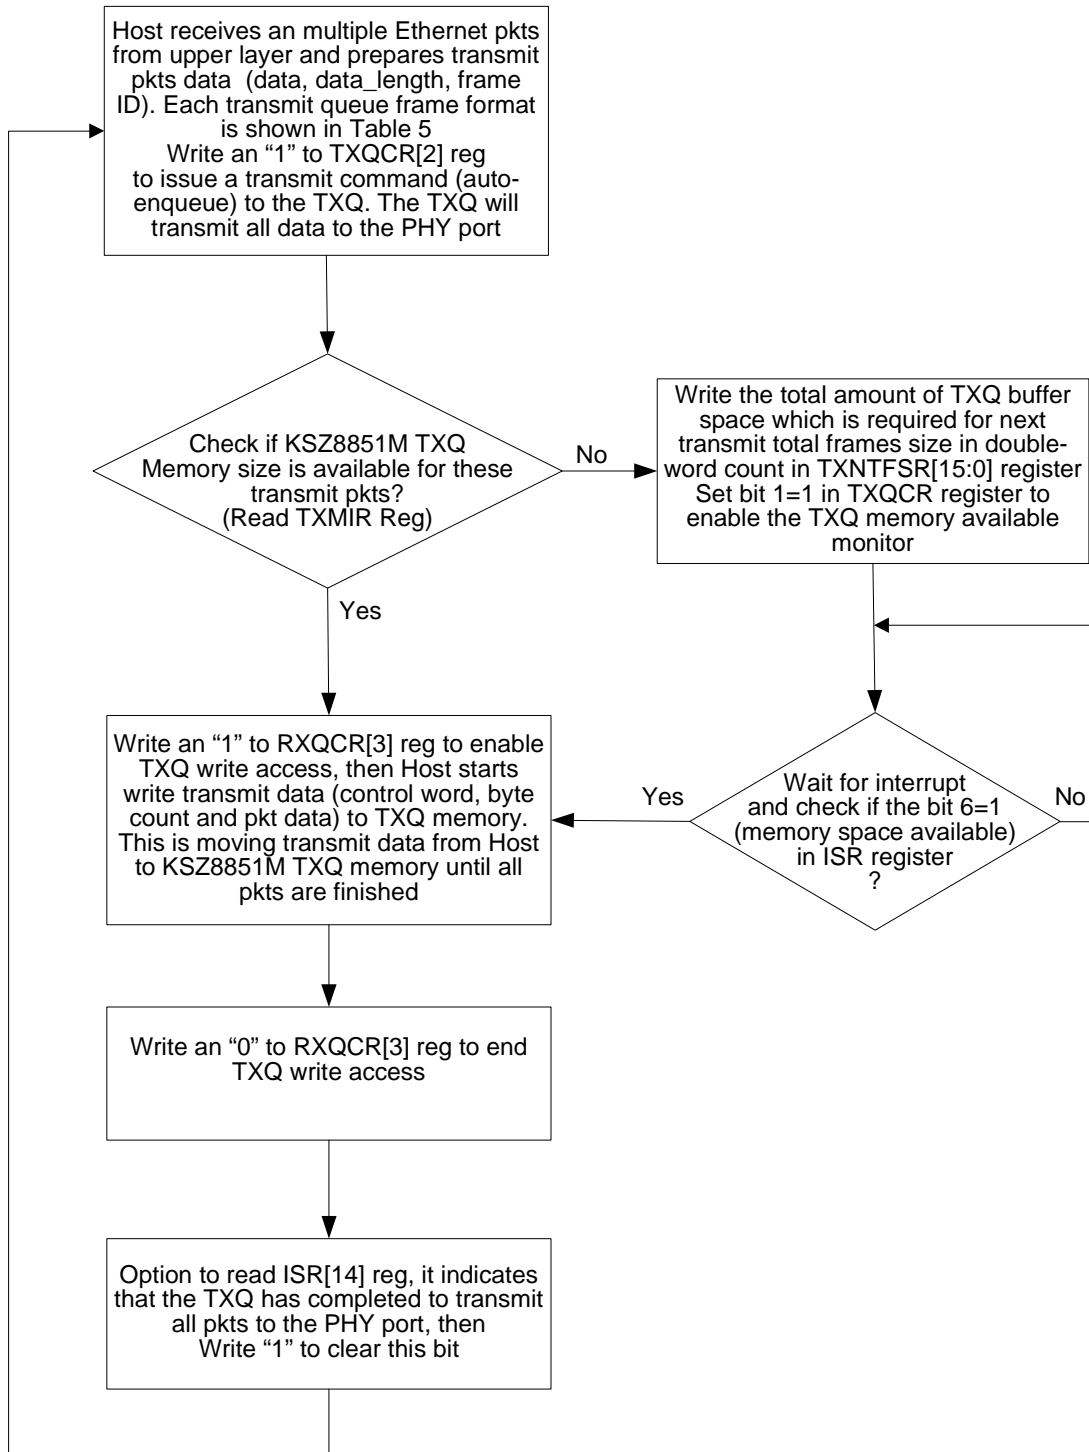 Host receives an multiple Ethernet pkts
from upper layer and prepares transmit
pkts data (data, data_length, frame
ID). Each transmit queue frame format
is shown in Table 5
Write an “1” to TXQCR[2] reg
to issue a transmit command (auto-
enqueue) to the TXQ. The TXQ will
transmit all data to the PHY port
Check if KSZ8851M TXQ
Memory size is available for these
transmit pkts?
(Read TXMIR Reg)
No
Write the total amount of TXQ buffer
space which is required for next
transmit total frames size in double-
word count in TXNTFSR[15:0] register
Set bit 1=1 in TXQCR register to
enable the TXQ memory available
monitor
Yes
Write an “1” to RXQCR[3] reg to enable
TXQ write access, then Host starts
write transmit data (control word, byte
count and pkt data) to TXQ memory.
This is moving transmit data from Host
to KSZ8851M TXQ memory until all
pkts are finished
Yes
Wait for interrupt
and check if the bit 6=1
(memory space available)
in ISR register
?
No
Write an “0” to RXQCR[3] reg to end
TXQ write access
Option to read ISR[14] reg, it indicates
that the TXQ has completed to transmit
all pkts to the PHY port, then
Write “1” to clear this bit